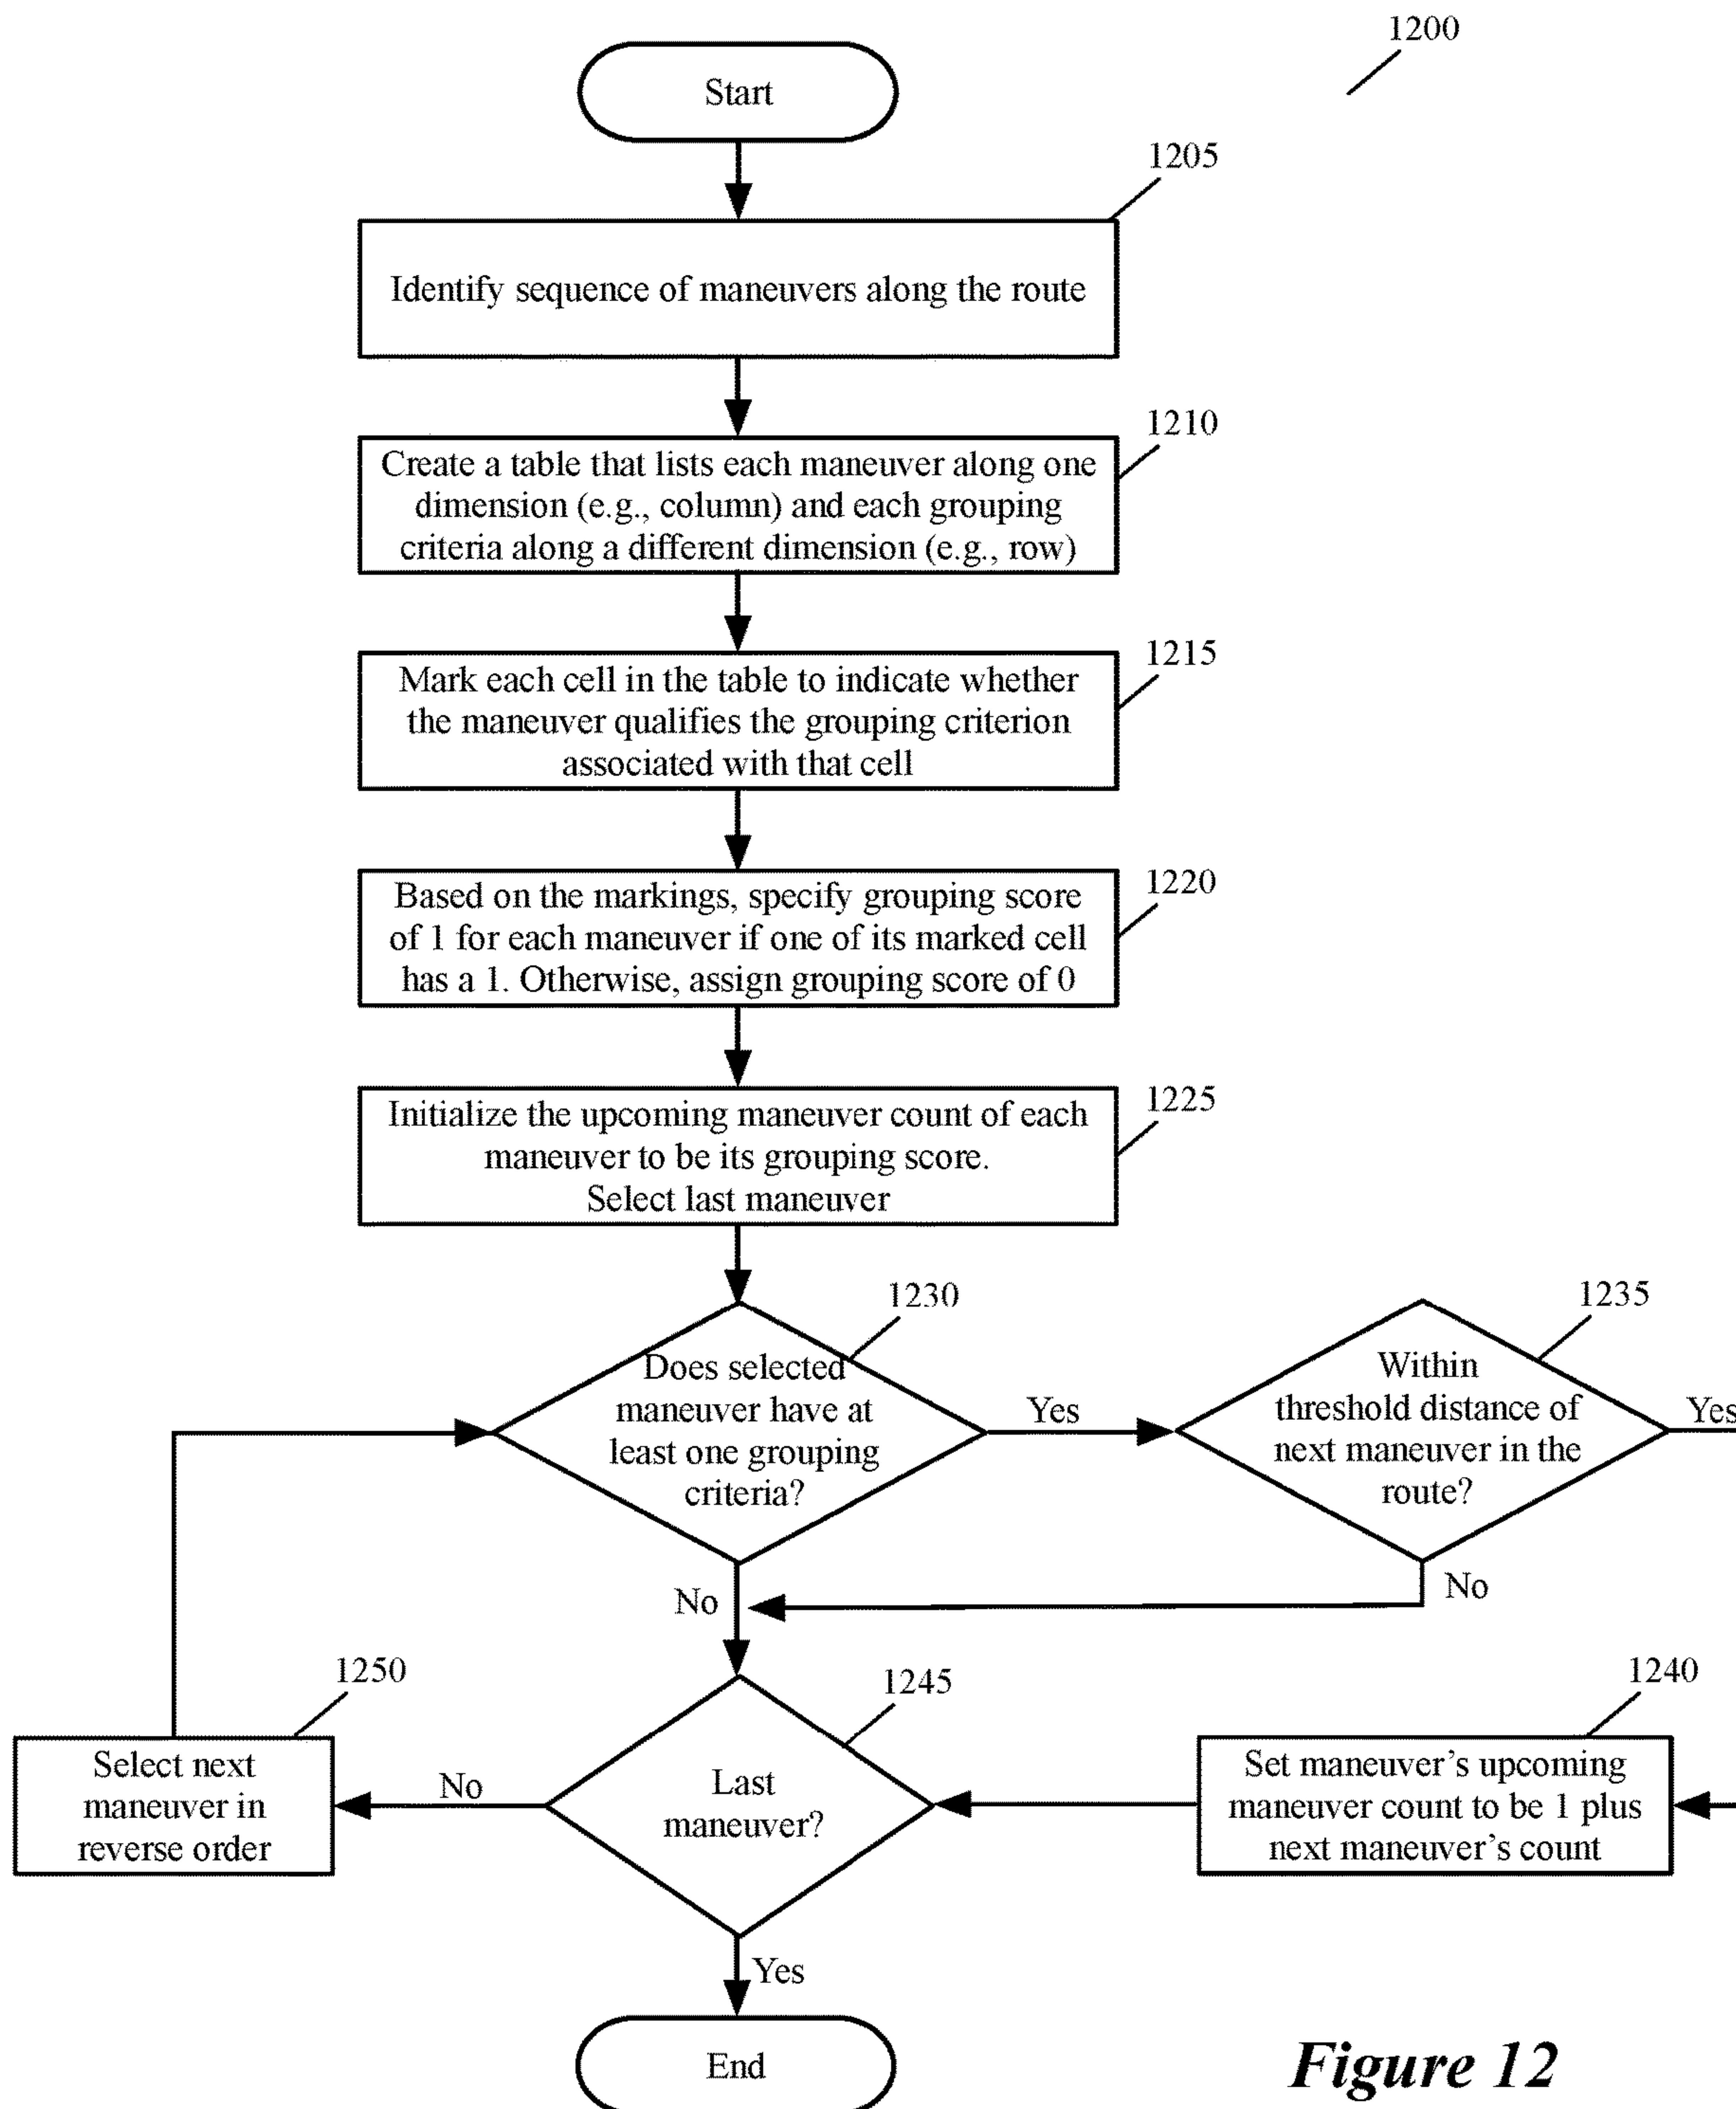 1200
Start
1205
Identify sequence of maneuvers along the route
1210
Create a table that lists each maneuver along one
dimension (e.g., column) and each grouping
criteria along a different dimension (e.g., row)
1215
Mark each cell in the table to indicate whether
the maneuver qualifies the grouping criterion
associated with that cell
1220
Based on the markings, specify grouping score
of 1 for each maneuver if one of its marked cell
has a 1. Otherwise, assign grouping score of 0
1225
Initialize the upcoming maneuver count of each
maneuver to be its grouping score.
Select last maneuver
1230
Does selected
maneuver have at
least one grouping
criteria?
Yes
1235
Within
threshold distance of
next maneuver in the
route?
Yes
No
No
1250
Select next
maneuver in
reverse order
No
1245
Last
maneuver?
1240
Set maneuver's upcoming
maneuver count to be 1 plus
next maneuver's count
Yes
End
Figure 12